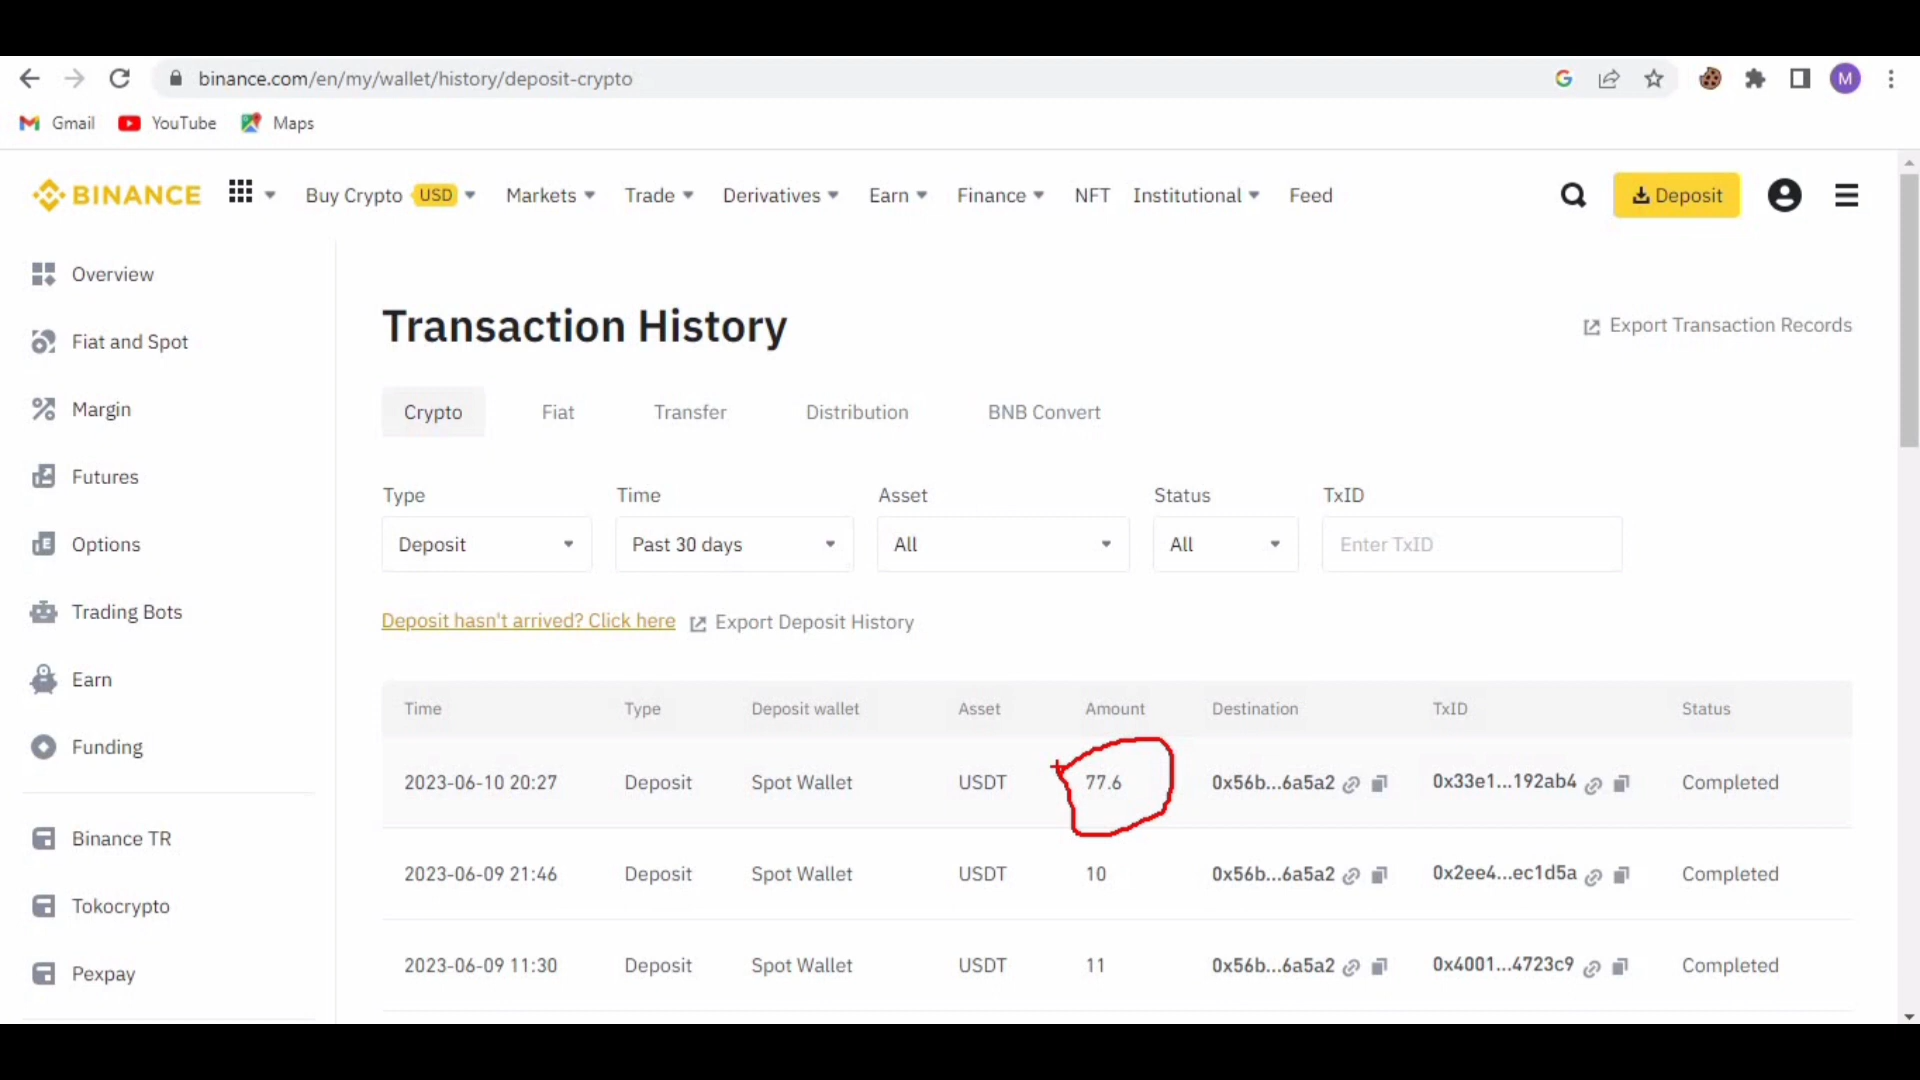 binance.com/en/my/wallet/history/deposit-crypto
M
Gmail YouTube Maps
BINANCE Buy Crypto USD Markets Trade Derivatives Earn Finance NFT Institutional Feed Deposit
Overview
Fiat and Spot
Margin
Futures
Options
Trading Bots
Earn
Funding
Binance TR
Tokocrypto
Pexpay
Transaction History
Export Transaction Records
Crypto Fiat Transfer Distribution BNB Convert
Type Time Asset Status TxID
Deposit Past 30 days All All Enter TxID
Deposit hasn't arrived? Click here Export Deposit History
Time Type Deposit wallet Asset Amount Destination TxID Status
2023-06-10 20:27 Deposit Spot Wallet USDT 77.6 0x56b...6a5a2 0x33e1...192ab4 Completed
2023-06-09 21:46 Deposit Spot Wallet USDT 10 0x56b...6a5a2 0x2ee4...ec1d5a Completed
2023-06-09 11:30 Deposit Spot Wallet USDT 11 0x56b...6a5a2 0x4001...4723c9 Completed